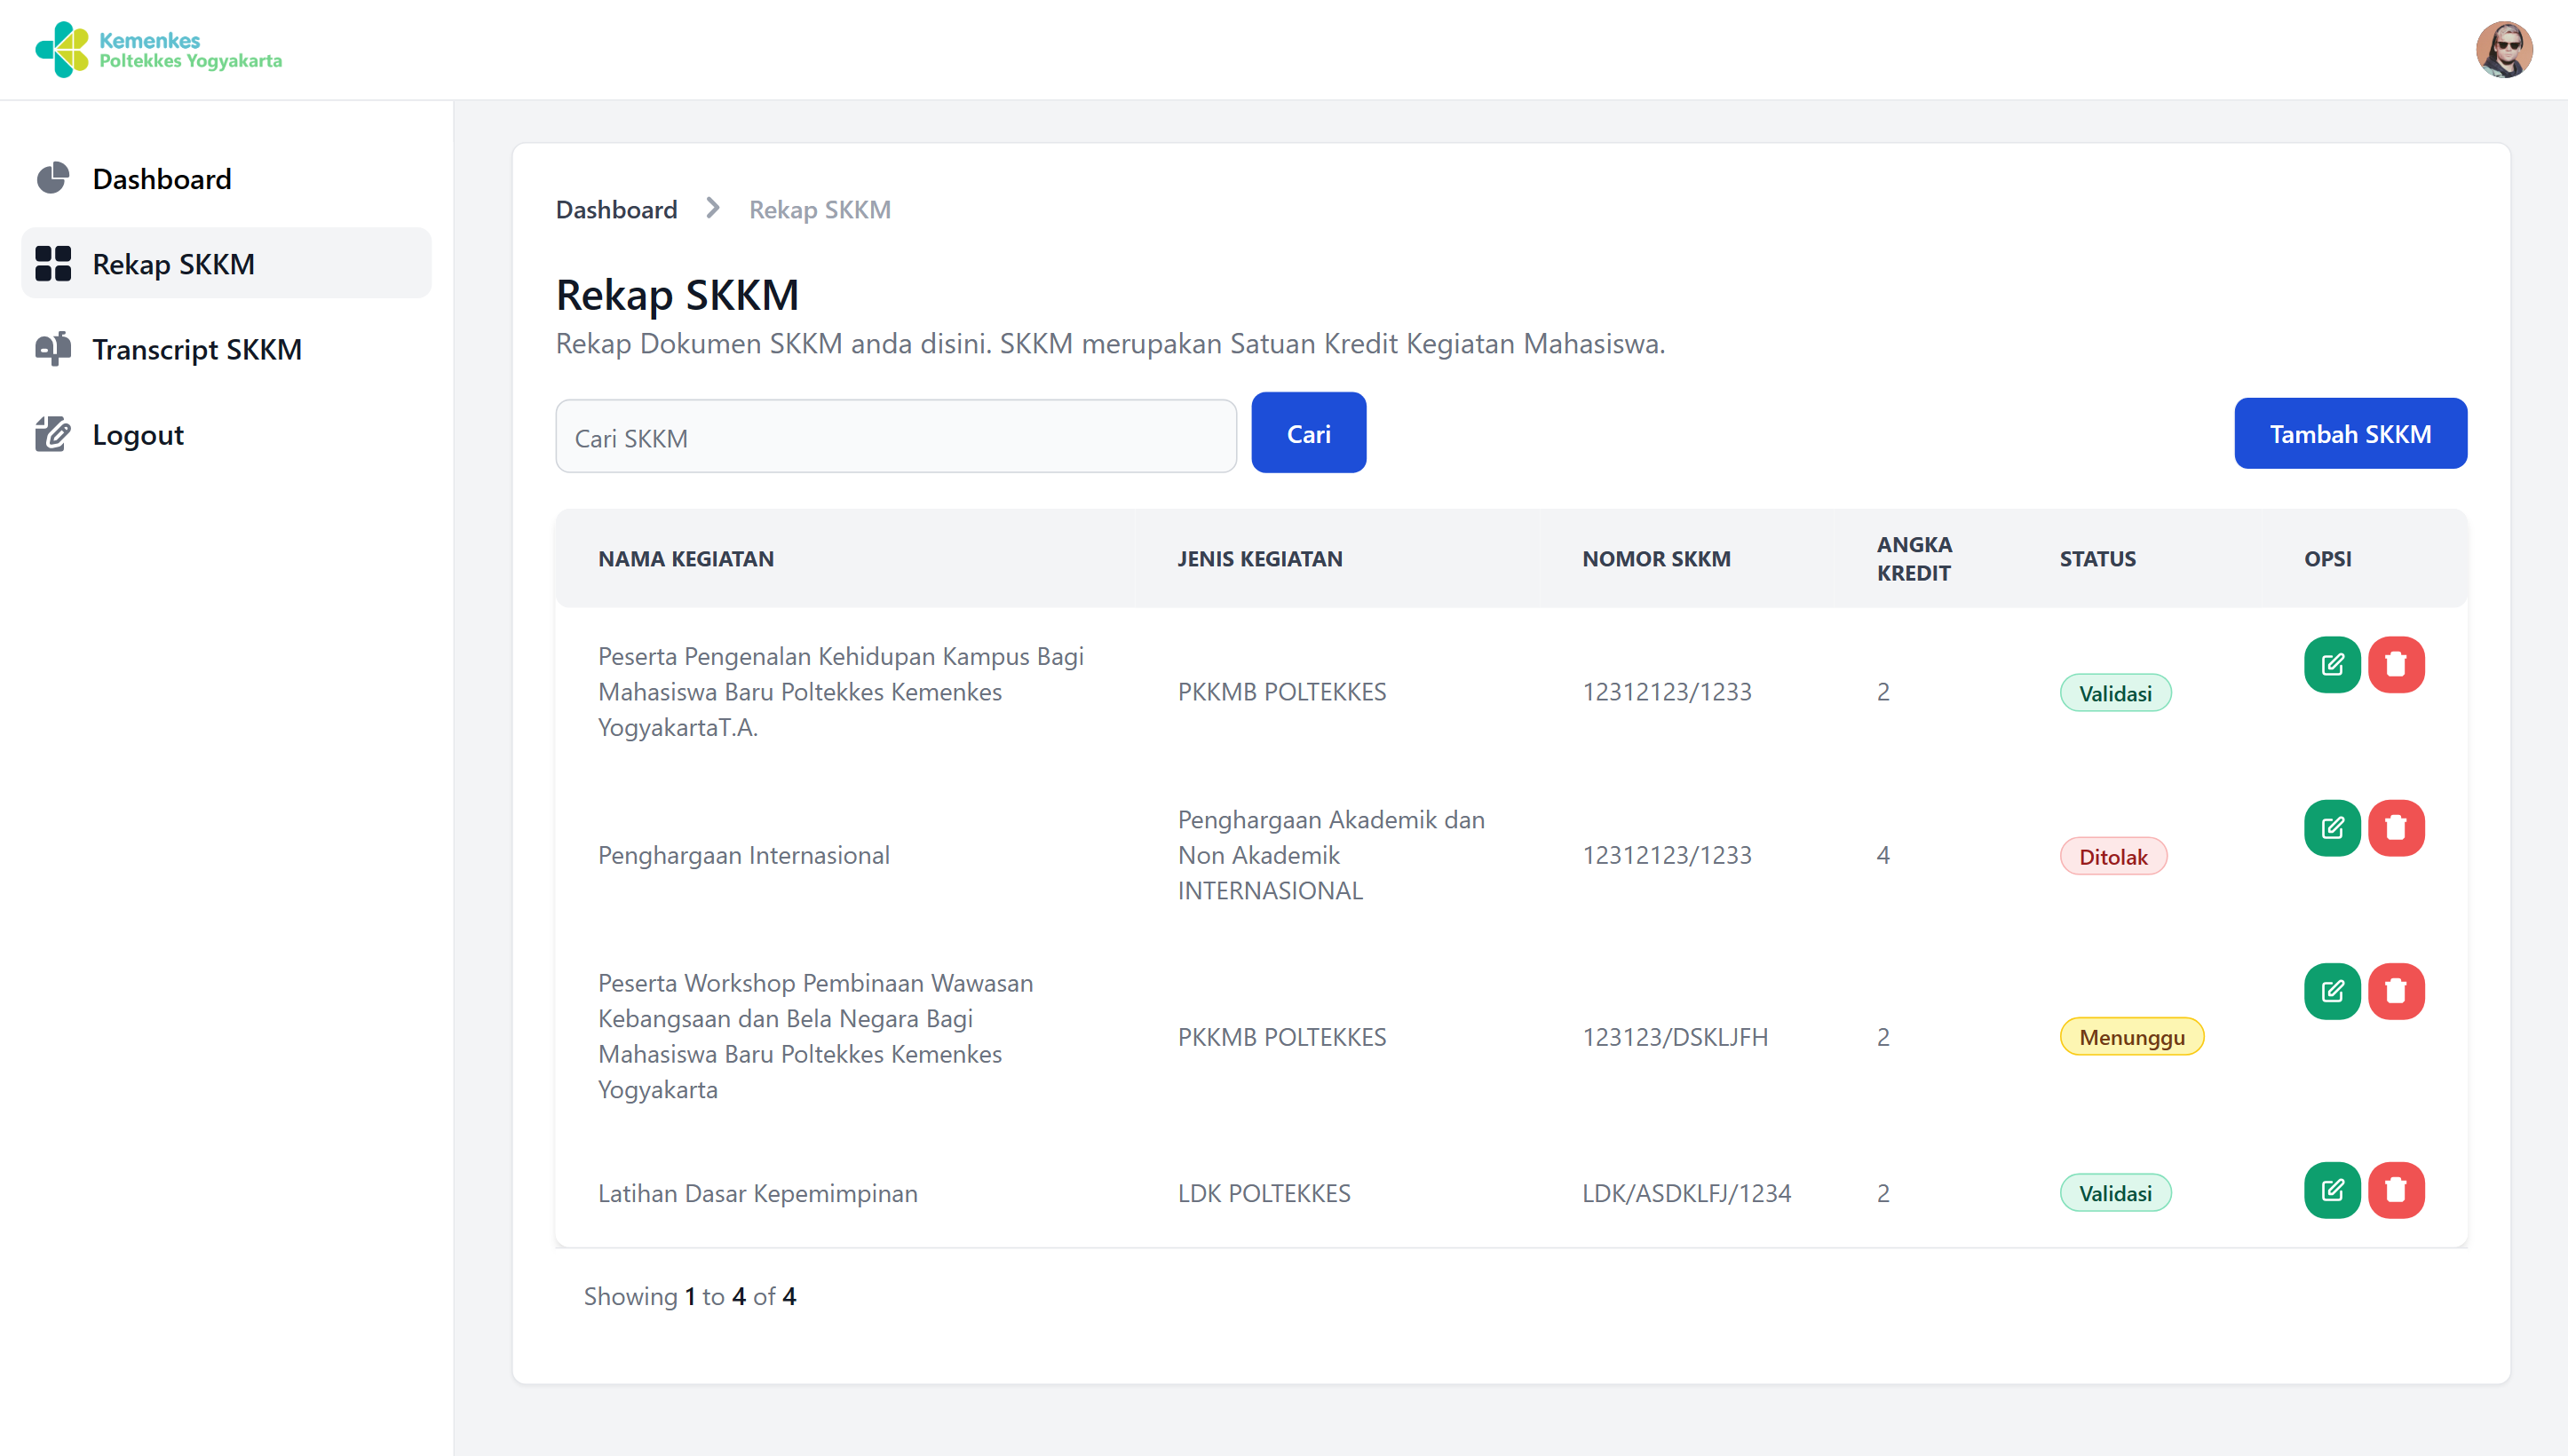 Kemenkes
Poltekkes Yogyakarta
Dashboard
Rekap SKKM
Transcript SKKM
Logout
Dashboard > Rekap SKKM
Rekap SKKM
Rekap Dokumen SKKM anda disini. SKKM merupakan Satuan Kredit Kegiatan Mahasiswa.
Cari SKKM
Cari
Tambah SKKM
NAMA KEGIATAN
JENIS KEGIATAN
NOMOR SKKM
ANGKA
KREDIT
STATUS
OPSI
Peserta Pengenalan Kehidupan Kampus Bagi
Mahasiswa Baru Poltekkes Kemenkes
YogyakartaT.A.
PKKMB POLTEKKES
12312123/1233
2
Validasi
Penghargaan Internasional
Penghargaan Akademik dan
Non Akademik
INTERNASIONAL
12312123/1233
4
Ditolak
Peserta Workshop Pembinaan Wawasan
Kebangsaan dan Bela Negara Bagi
Mahasiswa Baru Poltekkes Kemenkes
Yogyakarta
PKKMB POLTEKKES
123123/DSKLJFH
2
Menunggu
Latihan Dasar Kepemimpinan
LDK POLTEKKES
LDK/ASDKLFJ/1234
2
Validasi
Showing 1 to 4 of 4